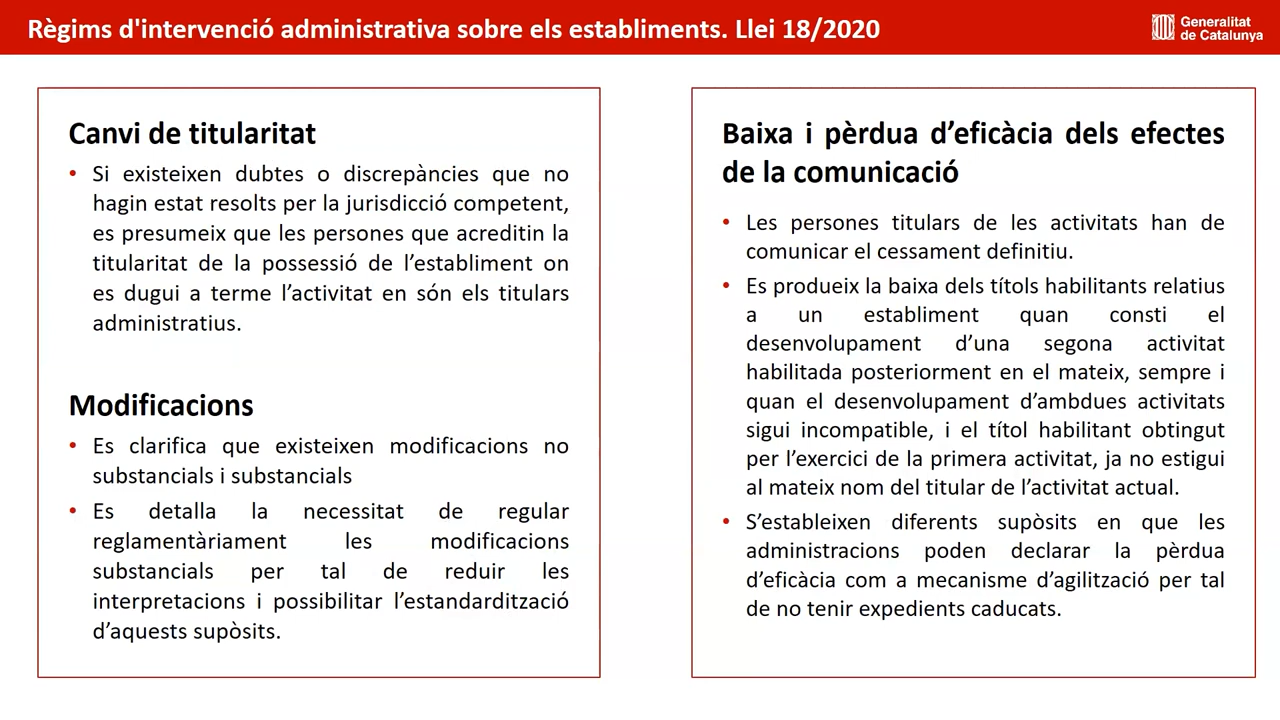 Règims d'intervenció administrativa sobre els establiments. Llei 18/2020
Generalitat
de Catalunya
Canvi de titularitat
• Si existeixen dubtes o discrepàncies que no
hagin estat resolts per la jurisdicció competent,
es presumeix que les persones que acreditin la
titularitat de la possessió de l’establiment on
es dugui a terme l’activitat en són els titulars
administratius.
Modificacions
• Es clarifica que existeixen modificacions no
substancials i substancials
• Es detalla la necessitat de regular
reglamentàriament les modificacions
substancials per tal de reduir les
interpretacions i possibilitar l’estandardització
d’aquests supòsits.
Baixa i pèrdua d’eficàcia dels efectes
de la comunicació
• Les persones titulars de les activitats han de
comunicar el cessament definitiu.
• Es produeix la baixa dels títols habilitants relatius
a un establiment quan consti el
desenvolupament d’una segona activitat
habilitada posteriorment en el mateix, sempre i
quan el desenvolupament d’ambdues activitats
sigui incompatible, i el títol habilitant obtingut
per l’exercici de la primera activitat, ja no estigui
al mateix nom del titular de l’activitat actual.
• S’estableixen diferents supòsits en que les
administracions poden declarar la pèrdua
d’eficàcia com a mecanisme d’agilització per tal
de no tenir expedients caducats.